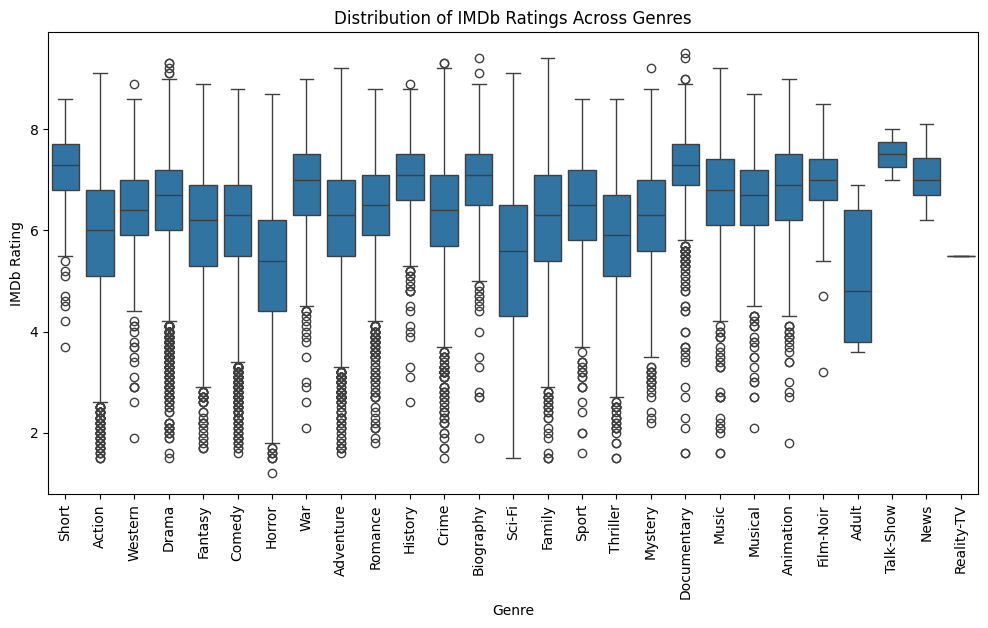 Distribution of IMDb Ratings Across Genres
IMDb Rating
8
6
4
2
Short
Action
Western
Drama
Fantasy
Comedy
Horror
War
Adventure
Romance
History
Crime
Biography
Sci-Fi
Family
Sport
Thriller
Mystery
Documentary
Music
Musical
Animation
Film-Noir
Adult
Talk-Show
News
Reality-TV
Genre